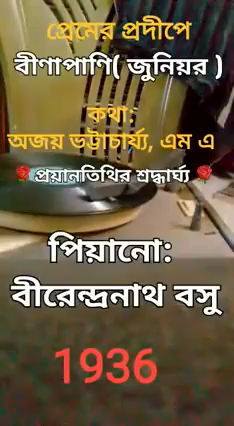 প্রেমের প্রদীপে
বীণাপাণি( জুনিয়র )
কথা:
অজয় ভট্টাচার্য্য, এম এ
🌹প্রয়ানতিথির শ্রদ্ধার্ঘ্য 🌹
পিয়ানো:
বীরেন্দ্রনাথ বসু
1936